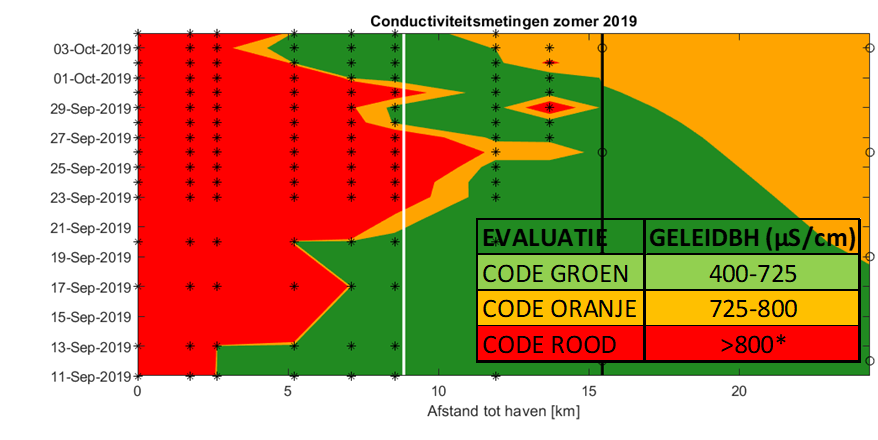 Conductiviteitsmetingen zomer 2019
03-Oct-2019
01-Oct-2019
29-Sep-2019
27-Sep-2019
25-Sep-2019
23-Sep-2019
21-Sep-2019
19-Sep-2019
17-Sep-2019
15-Sep-2019
13-Sep-2019
11-Sep-2019
EVALUATIE GELEIDBH (µS/cm)
CODE GROEN 400-725
CODE ORANJE 725-800
CODE ROOD >800*
0 5 10 15 20
Afstand tot haven [km]